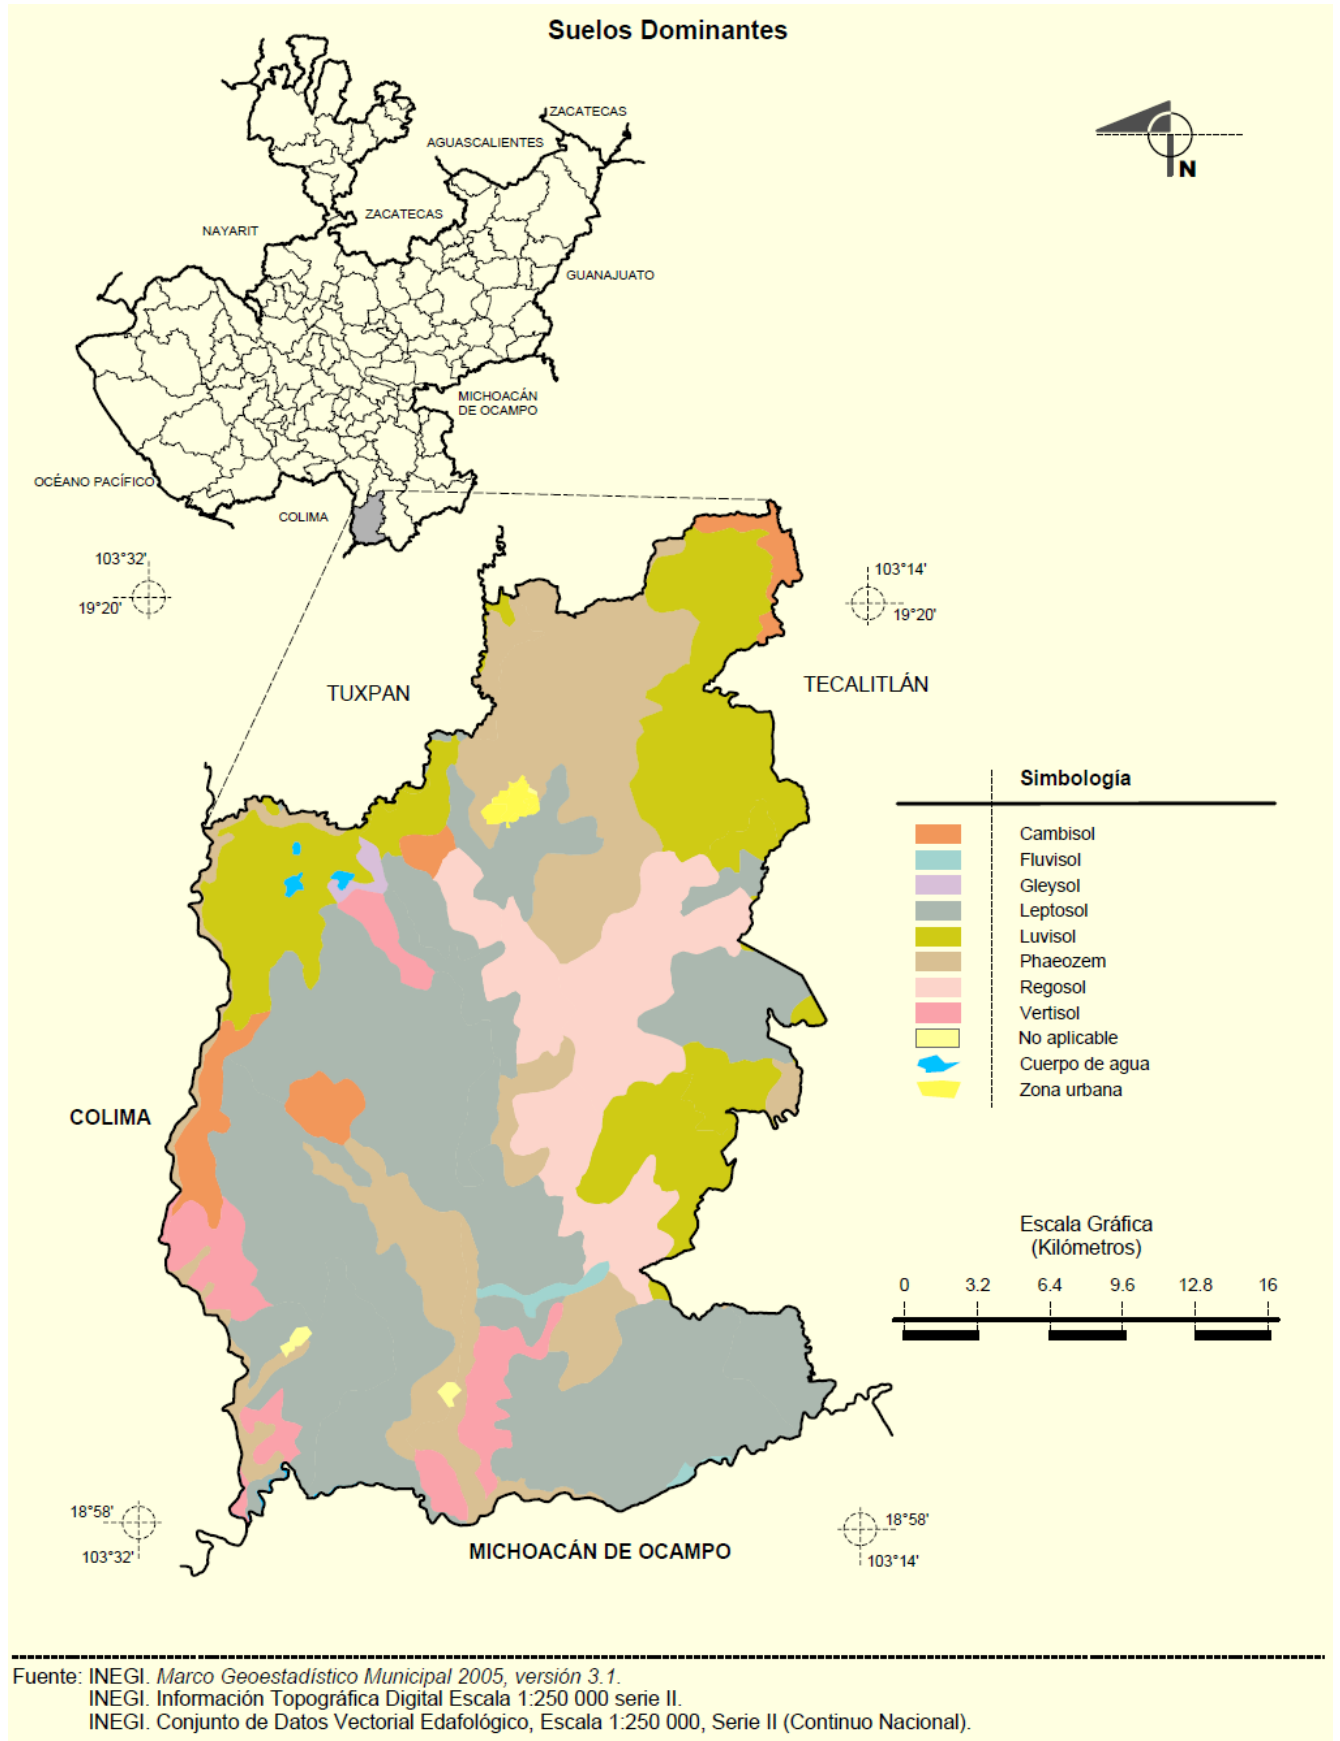 Suelos Dominantes
ZACATECAS
AGUASCALIENTES
ZACATECAS
NAYARIT
GUANAJUATO
MICHOACÁN
DE OCAMPO
OCÉANO PACÍFICO
COLIMA
N
103°32'
19°20'
103°14'
19°20'
TUXPAN
TECALITLÁN
Simbología
Cambisol
Fluvisol
Gleysol
Leptosol
Luvisol
Phaeozem
Regosol
Vertisol
No aplicable
Cuerpo de agua
Zona urbana
COLIMA
Escala Gráfica
(Kilómetros)
0 3.2 6.4 9.6 12.8 16
18°58'
103°32'
18°58'
103°14'
MICHOACÁN DE OCAMPO
Fuente: INEGI. Marco Geoestadístico Municipal 2005, versión 3.1.
INEGI. Información Topográfica Digital Escala 1:250 000 serie II.
INEGI. Conjunto de Datos Vectorial Edafológico, Escala 1:250 000, Serie II (Continuo Nacional).